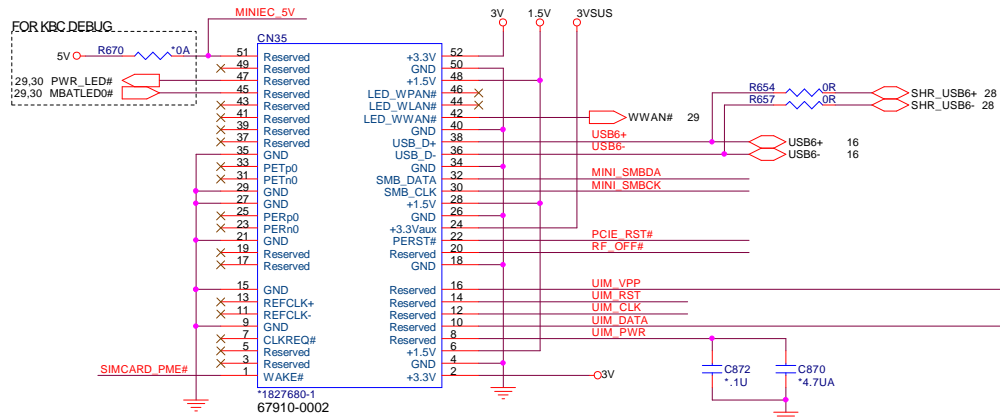 MINIEC_5V
3V 1.5V 3VSUS
FOR KBC DEBUG
CN35
5V R670 *0A
51 Reserved +3.3V 52
49 Reserved GND 50
29,30 PWR_LED# 47 Reserved +1.5V 48
29,30 MBATLED0# 45 Reserved LED_WPAN# 46
43 Reserved LED_WLAN# 44
41 Reserved LED_WWAN# 42 WWAN# 29
39 Reserved GND 40
37 Reserved USB_D+ 38 USB6+
35 GND USB_D- 36 USB6-
33 PETp0 GND 34
31 PETn0 SMB_DATA 32 MINI_SMBDA
29 GND SMB_CLK 30 MINI_SMBCK
27 GND +1.5V 28
25 PERp0 GND 26
23 PERn0 +3.3Vaux 24
21 GND PERST# 22 PCIE_RST#
19 Reserved Reserved 20 RF_OFF#
17 Reserved GND 18
15 GND Reserved 16 UIM_VPP
13 REFCLK+ Reserved 14 UIM_RST
11 REFCLK- Reserved 12 UIM_CLK
9 GND Reserved 10 UIM_DATA
7 CLKREQ# Reserved 8 UIM_PWR
5 Reserved +1.5V 6
3 Reserved GND 4
SIMCARD_PME# 1 WAKE# +3.3V 2 3V
*1827680-1
67910-0002
R654 0R SHR_USB6+ 28
R657 0R SHR_USB6- 28
USB6+ 16
USB6- 16
C872
*.1U
C870
*4.7UA